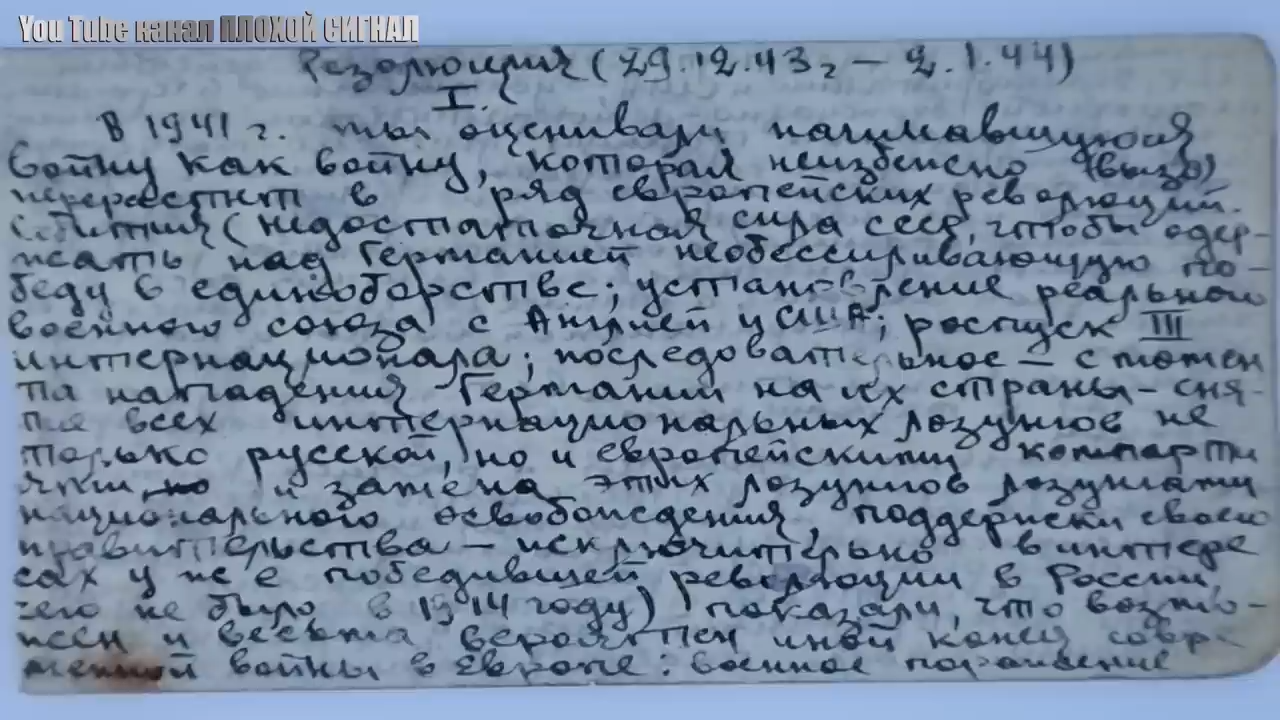 You Tube канал ПЛОХОЙ СИГНАЛ
Резолюция (29.12.43г – 2.1.44)
I.
В 1941 г. мы оценивали начинавшуюся
войну как войну, которая неизбежно (вызо)
перерастит в ряд европейских революций.
События (недостаточная сила СССР, чтобы одер-
жать над Германией необессиливающую по-
беду в единоборстве; установление реального
военного союза с Англией и США; роспуск III
интернационала; последовательное – с момен
та нападения Германии на их страны – сня-
тие всех интернациональных лозунгов не
только русской, но и европейскими компарти
ями, но и замена этих лозунгов лозунгами
национального освобождения, поддержки своего
правительства – исключительно в интере
сах уже победившей революции в России,
чего не было в 1914 году) показали, что возмо-
жен и весьма вероятен иной конец совре
менной войны в Европе: военное поражение